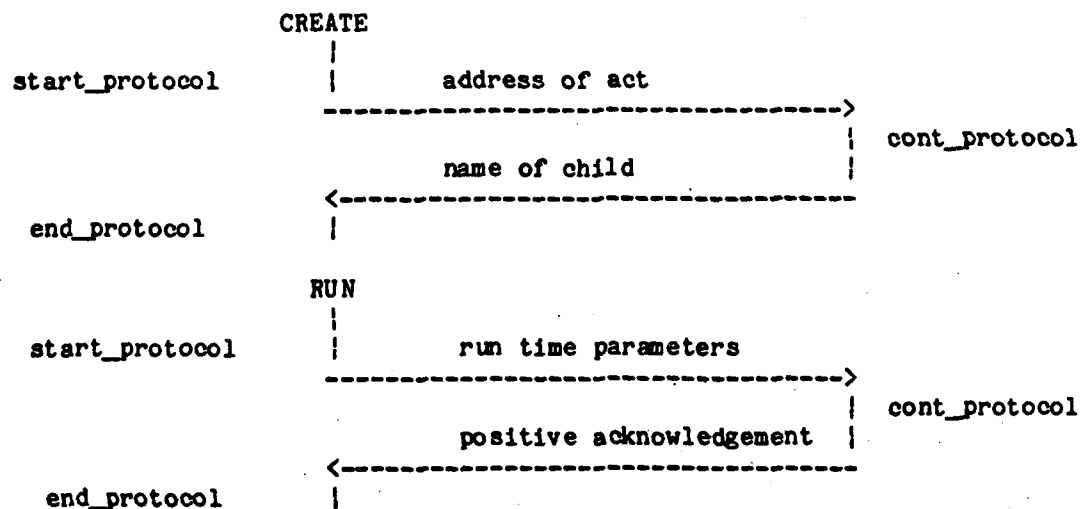 CREATE
start_protocol address of act
cont_protocol
name of child
end_protocol
RUN
start_protocol run time parameters
cont_protocol
positive acknowledgement
end_protocol